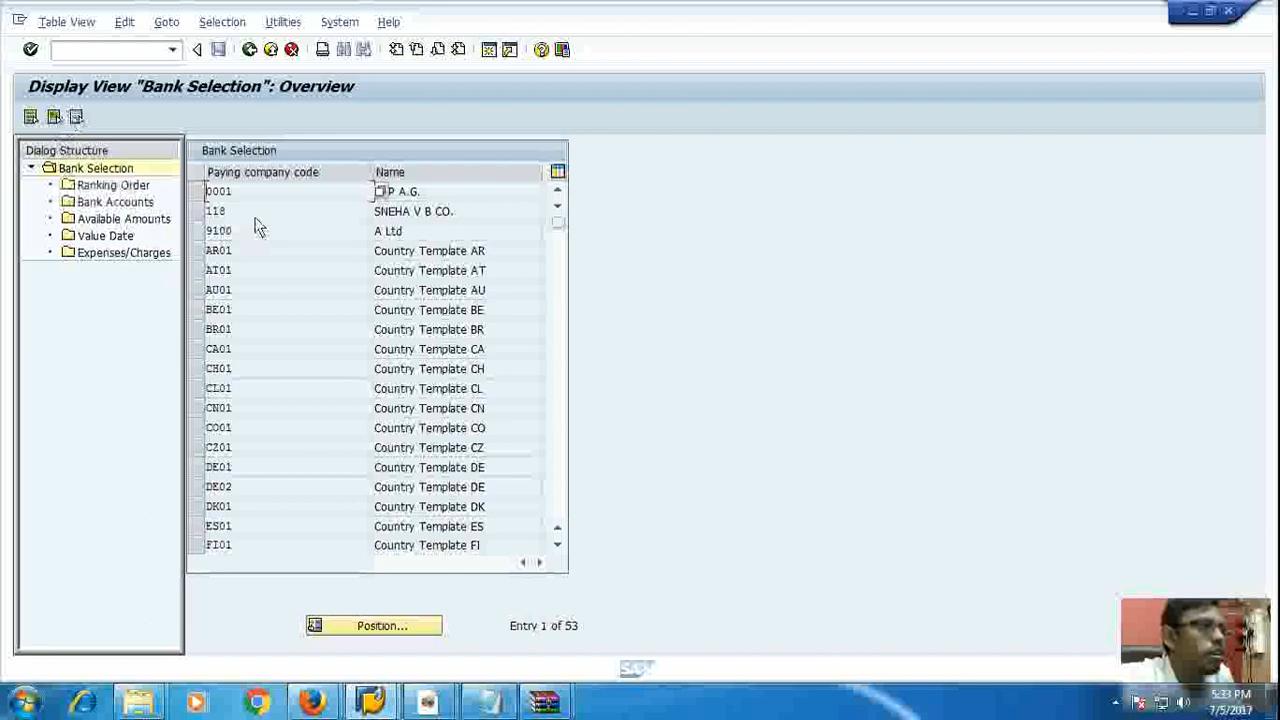 Table View Edit Goto Selection Utilities System Help
Display View "Bank Selection": Overview
Dialog Structure
Bank Selection
Ranking Order
Bank Accounts
Available Amounts
Value Date
Expenses/Charges
Bank Selection
Paying company code Name
0001 P A.G.
118 SNEHA V B CO.
9100 A Ltd
AR01 Country Template AR
AT01 Country Template AT
AU01 Country Template AU
BE01 Country Template BE
BR01 Country Template BR
CA01 Country Template CA
CH01 Country Template CH
CL01 Country Template CL
CN01 Country Template CN
CO01 Country Template CO
CZ01 Country Template CZ
DE01 Country Template DE
DE02 Country Template DE
DK01 Country Template DK
ES01 Country Template ES
FI01 Country Template FI
Position... Entry 1 of 53
SAP
5:33 PM
7/5/2017